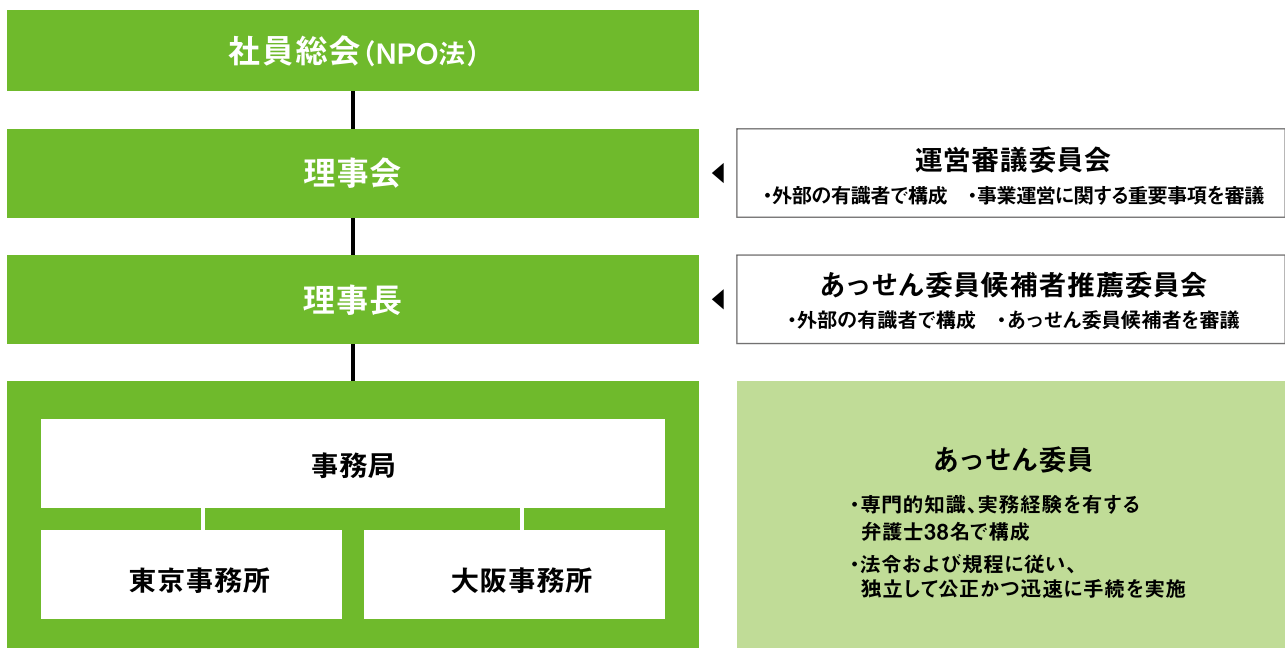 社員総会（NPO法）
理事会
運営審議委員会
・外部の有識者で構成　・事業運営に関する重要事項を審議
理事長
あっせん委員候補者推薦委員会
・外部の有識者で構成　・あっせん委員候補者を審議
事務局
東京事務所
大阪事務所
あっせん委員
・専門的知識、実務経験を有する
弁護士38名で構成
・法令および規程に従い、
独立して公正かつ迅速に手続を実施